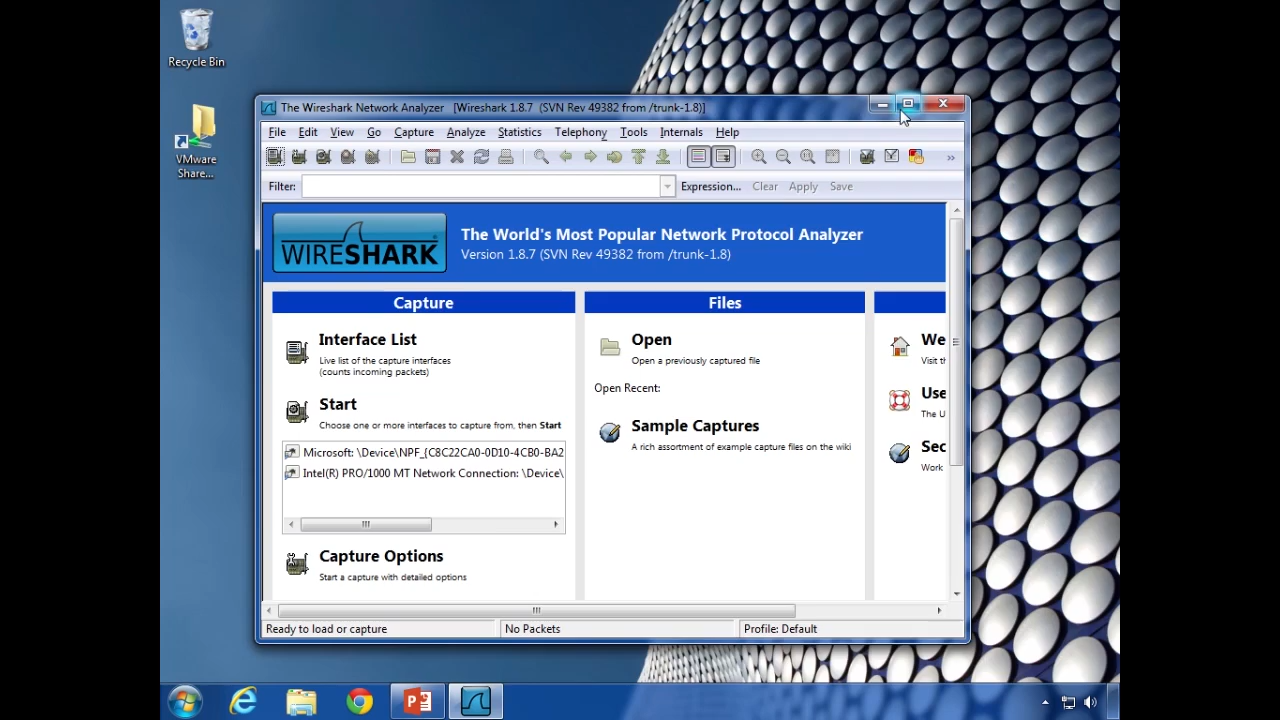 Recycle Bin
VMware
Share...
The Wireshark Network Analyzer [Wireshark 1.8.7 (SVN Rev 49382 from /trunk-1.8)]
File Edit View Go Capture Analyze Statistics Telephony Tools Internals Help
Filter: Expression... Clear Apply Save
WIRESHARK
The World's Most Popular Network Protocol Analyzer
Version 1.8.7 (SVN Rev 49382 from /trunk-1.8)
Capture
Interface List
Live list of the capture interfaces
(counts incoming packets)
Start
Choose one or more interfaces to capture from, then Start
Microsoft: \Device\NPF_{C8C22CA0-0D10-4CB0-BA2
Intel(R) PRO/1000 MT Network Connection: \Device\
Capture Options
Start a capture with detailed options
Files
Open
Open a previously captured file
Open Recent:
Sample Captures
A rich assortment of example capture files on the wiki
We
Visit th
Use
The U
Sec
Work
Ready to load or capture
No Packets
Profile: Default